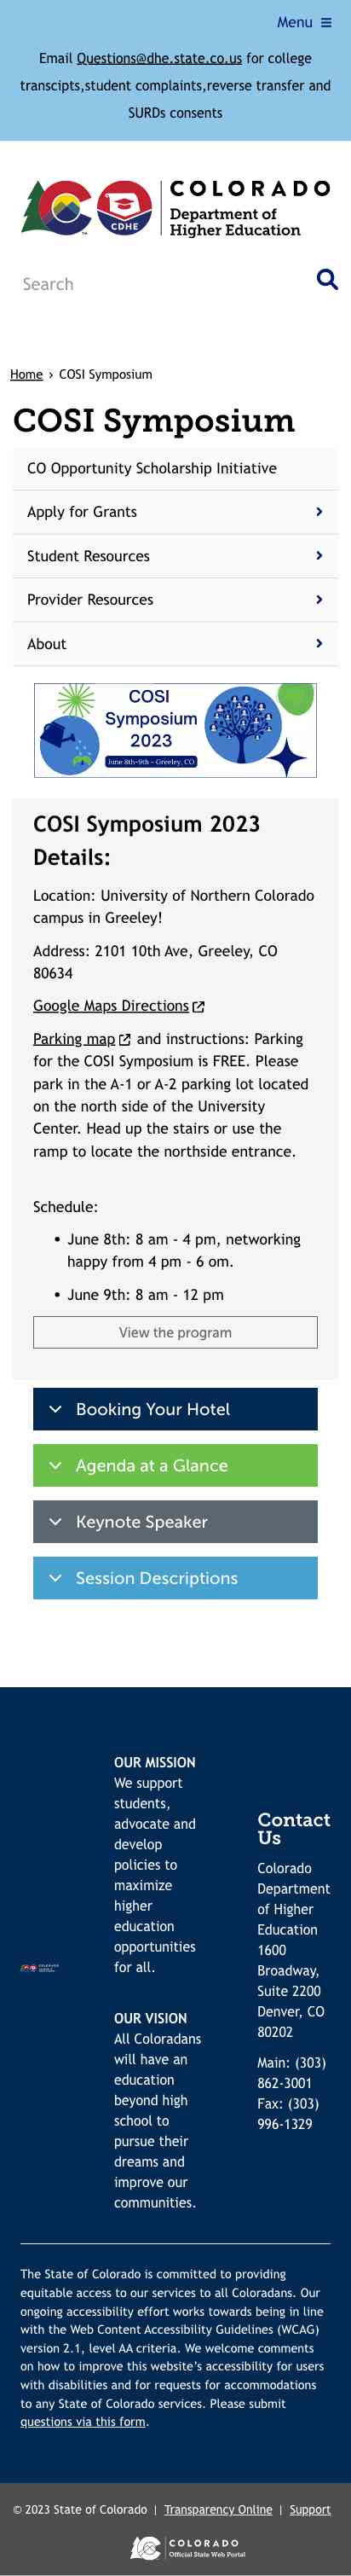 Menu
Email Questions@dhe.state.co.us for college
transcipts,student complaints,reverse transfer and
SURDs consents
CDHE
COLORADO
Department of
Higher Education
Search
Home › COSI Symposium
COSI Symposium
CO Opportunity Scholarship Initiative
Apply for Grants
Student Resources
Provider Resources
About
COSI
Symposium
2023
June 8th-9th - Greeley, CO
COSI Symposium 2023
Details:
Location: University of Northern Colorado
campus in Greeley!
Address: 2101 10th Ave, Greeley, CO
80634
Google Maps Directions
Parking map and instructions: Parking
for the COSI Symposium is FREE. Please
park in the A-1 or A-2 parking lot located
on the north side of the University
Center. Head up the stairs or use the
ramp to locate the northside entrance.
Schedule:
• June 8th: 8 am - 4 pm, networking
happy from 4 pm - 6 om.
• June 9th: 8 am - 12 pm
View the program
Booking Your Hotel
Agenda at a Glance
Keynote Speaker
Session Descriptions
OUR MISSION
We support
students,
advocate and
develop
policies to
maximize
higher
education
opportunities
for all.
OUR VISION
All Coloradans
will have an
education
beyond high
school to
pursue their
dreams and
improve our
communities.
Contact
Us
Colorado
Department
of Higher
Education
1600
Broadway,
Suite 2200
Denver, CO
80202
Main: (303)
862-3001
Fax: (303)
996-1329
The State of Colorado is committed to providing
equitable access to our services to all Coloradans. Our
ongoing accessibility effort works towards being in line
with the Web Content Accessibility Guidelines (WCAG)
version 2.1, level AA criteria. We welcome comments
on how to improve this website's accessibility for users
with disabilities and for requests for accommodations
to any State of Colorado services. Please submit
questions via this form.
© 2023 State of Colorado | Transparency Online | Support
COLORADO
Official State Web Portal